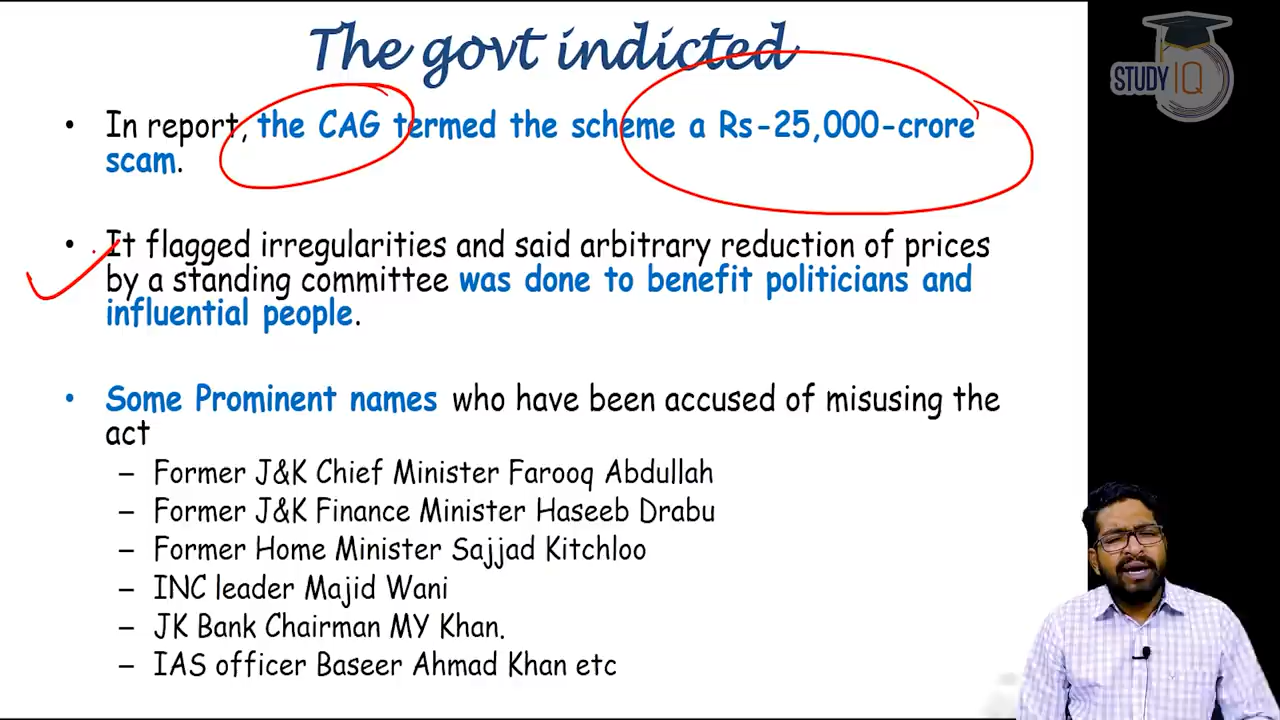 The govt indicted
STUDY IQ
• In report, the CAG termed the scheme a Rs-25,000-crore
scam.
• It flagged irregularities and said arbitrary reduction of prices
by a standing committee was done to benefit politicians and
influential people.
• Some Prominent names who have been accused of misusing the
act
– Former J&K Chief Minister Farooq Abdullah
– Former J&K Finance Minister Haseeb Drabu
– Former Home Minister Sajjad Kitchloo
– INC leader Majid Wani
– JK Bank Chairman MY Khan.
– IAS officer Baseer Ahmad Khan etc